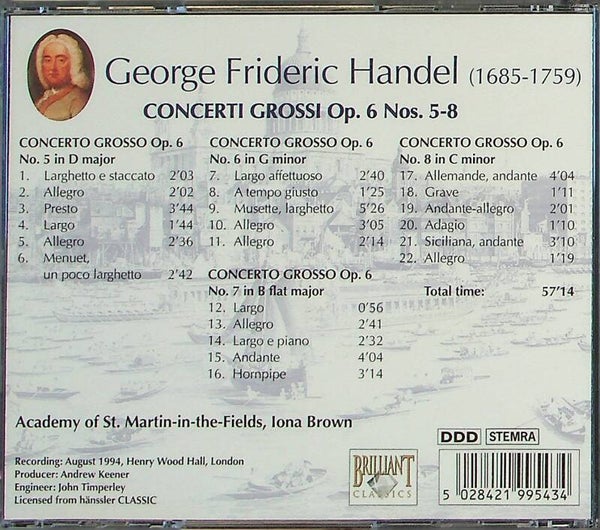 George Frideric Handel (1685-1759)
CONCERTI GROSSI Op. 6 Nos. 5-8
CONCERTO GROSSO Op. 6
No. 5 in D major
1. Larghetto e staccato 2'03
2. Allegro 2'02
3. Presto 3'44
4. Largo 1'44
5. Allegro 2'36
6. Menuet,
un poco larghetto 2'42
CONCERTO GROSSO Op. 6
No. 6 in G minor
7. Largo affettuoso 2'40
8. A tempo giusto 1'25
9. Musette, larghetto 5'26
10. Allegro 3'05
11. Allegro 2'14
CONCERTO GROSSO Op. 6
No. 7 in B flat major
12. Largo 0'56
13. Allegro 2'41
14. Largo e piano 2'32
15. Andante 4'04
16. Hornpipe 3'14
CONCERTO GROSSO Op. 6
No. 8 in C minor
17. Allemande, andante 4'04
18. Grave 1'11
19. Andante-allegro 2'01
20. Adagio 1'10
21. Siciliana, andante 3'10
22. Allegro 1'19
Total time: 57'14
Academy of St. Martin-in-the-Fields, Iona Brown
Recording: August 1994, Henry Wood Hall, London
Producer: Andrew Keener
Engineer: John Timperley
Licensed from hänssler CLASSIC
BRILLIANT
CLASSICS
DDD STEMRA
5 028421 995434